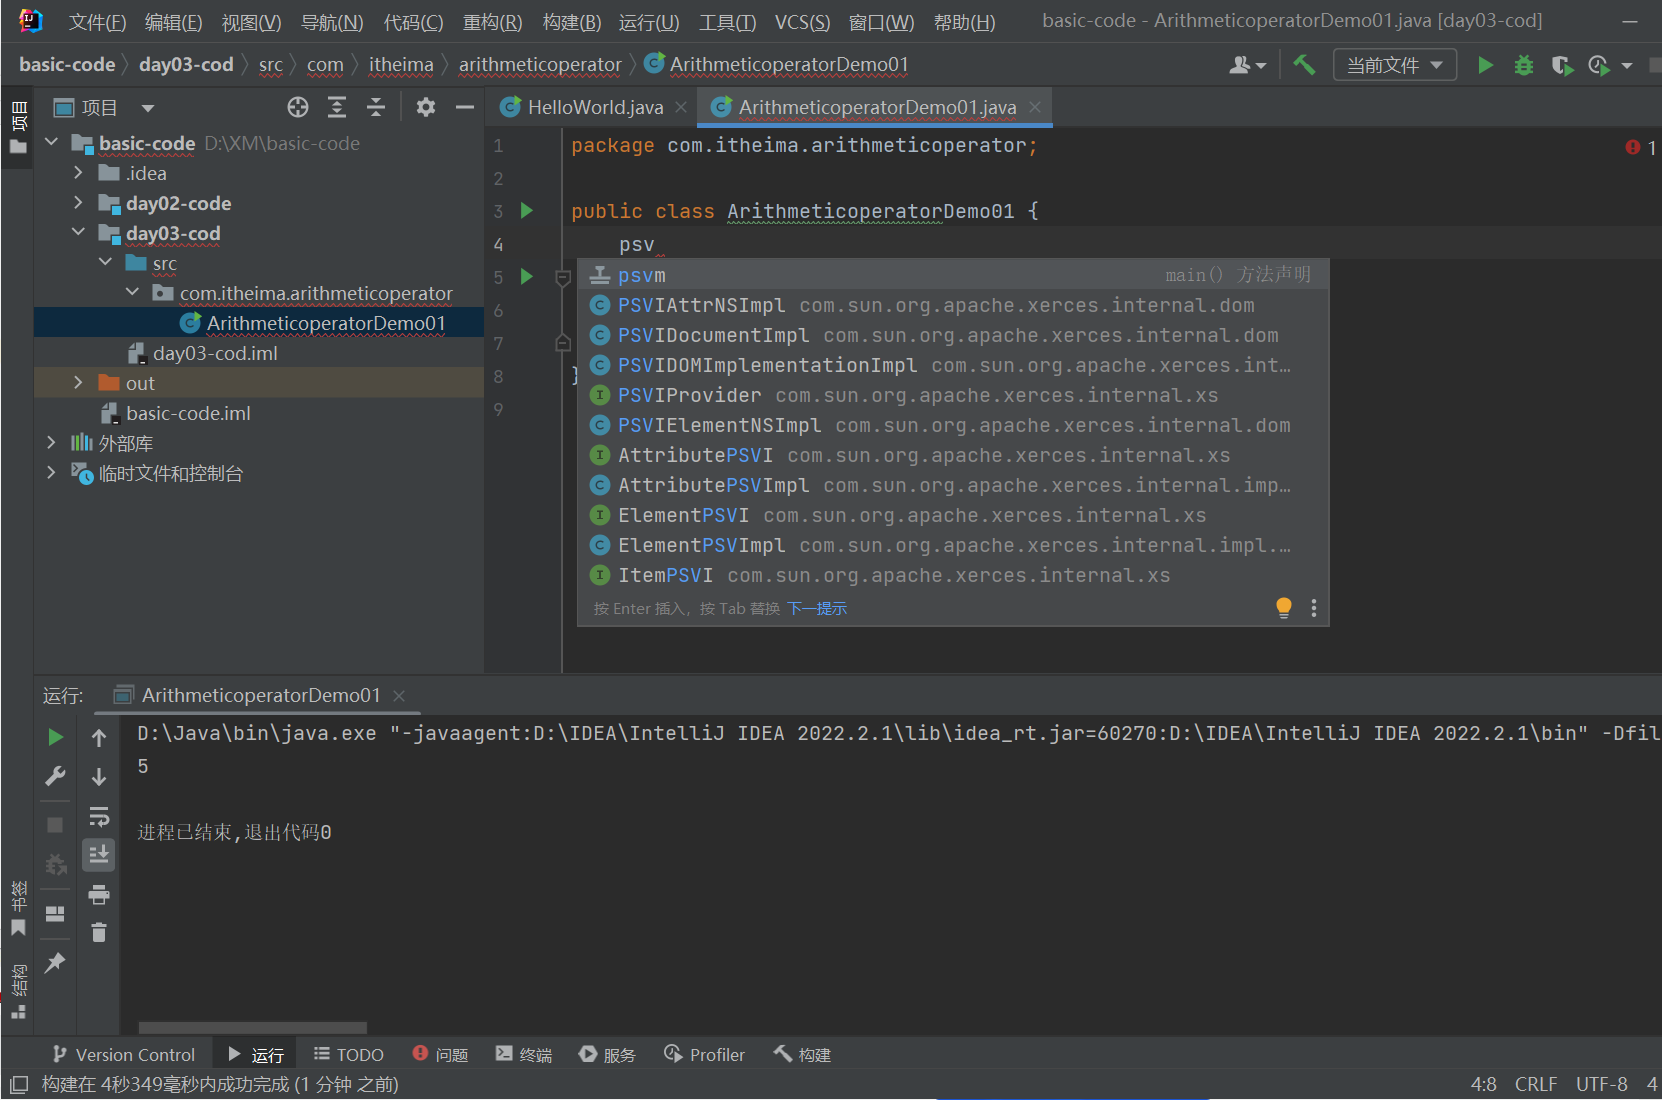 文件(F) 编辑(E) 视图(V) 导航(N) 代码(C) 重构(R) 构建(B) 运行(U) 工具(T) VCS(S) 窗口(W) 帮助(H) basic-code - ArithmeticoperatorDemo01.java [day03-cod]
basic-code day03-cod src com itheima arithmeticoperator ArithmeticoperatorDemo01 当前文件
项目
项目
HelloWorld.java ArithmeticoperatorDemo01.java
basic-code D:\XM\basic-code
.idea
day02-code
day03-cod
src
com.itheima.arithmeticoperator
ArithmeticoperatorDemo01
day03-cod.iml
out
basic-code.iml
外部库
临时文件和控制台
1 package com.itheima.arithmeticoperator; 1
2
3 public class ArithmeticoperatorDemo01 {
4 psv
5
6
7
8 }
9
psvm main() 方法声明
PSVIAttrNSImpl com.sun.org.apache.xerces.internal.dom
PSVIDocumentImpl com.sun.org.apache.xerces.internal.dom
PSVIDOMImplementationImpl com.sun.org.apache.xerces.int…
PSVIProvider com.sun.org.apache.xerces.internal.xs
PSVIElementNSImpl com.sun.org.apache.xerces.internal.dom
AttributePSVI com.sun.org.apache.xerces.internal.xs
AttributePSVImpl com.sun.org.apache.xerces.internal.imp…
ElementPSVI com.sun.org.apache.xerces.internal.xs
ElementPSVImpl com.sun.org.apache.xerces.internal.impl.…
ItemPSVI com.sun.org.apache.xerces.internal.xs
按 Enter 插入，按 Tab 替换 下一提示
运行: ArithmeticoperatorDemo01
D:\Java\bin\java.exe "-javaagent:D:\IDEA\IntelliJ IDEA 2022.2.1\lib\idea_rt.jar=60270:D:\IDEA\IntelliJ IDEA 2022.2.1\bin" -Dfil
5
进程已结束,退出代码0
书签
结构
Version Control 运行 TODO 问题 终端 服务 Profiler 构建
构建在 4秒349毫秒内成功完成 (1 分钟 之前) 4:8 CRLF UTF-8 4